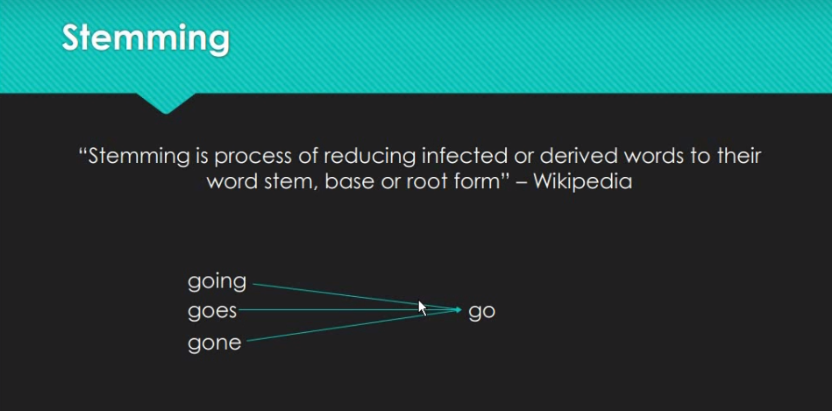 Stemming
“Stemming is process of reducing infected or derived words to their
word stem, base or root form” – Wikipedia
going
goes
go
gone